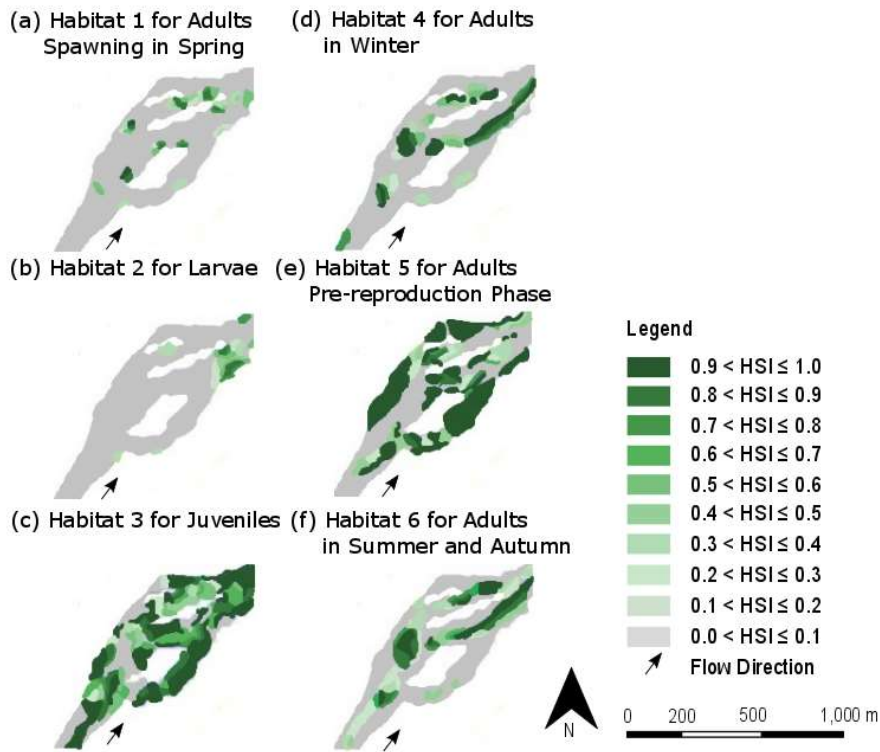 (a) Habitat 1 for Adults
Spawning in Spring
(d) Habitat 4 for Adults
in Winter
(b) Habitat 2 for Larvae
(e) Habitat 5 for Adults
Pre-reproduction Phase
(c) Habitat 3 for Juveniles
(f) Habitat 6 for Adults
in Summer and Autumn
Legend
0.9 < HSI ≤ 1.0
0.8 < HSI ≤ 0.9
0.7 < HSI ≤ 0.8
0.6 < HSI ≤ 0.7
0.5 < HSI ≤ 0.6
0.4 < HSI ≤ 0.5
0.3 < HSI ≤ 0.4
0.2 < HSI ≤ 0.3
0.1 < HSI ≤ 0.2
0.0 < HSI ≤ 0.1
Flow Direction
N
0 200 500 1,000 m